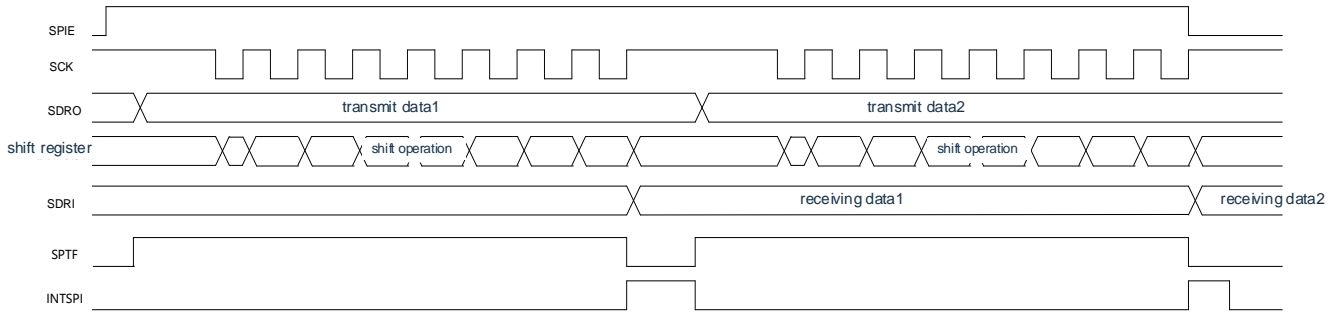 SPIE
SCK
SDRO transmit data1 transmit data2
shift register shift operation shift operation
SDRI receiving data1 receiving data2
SPTF
INTSPI